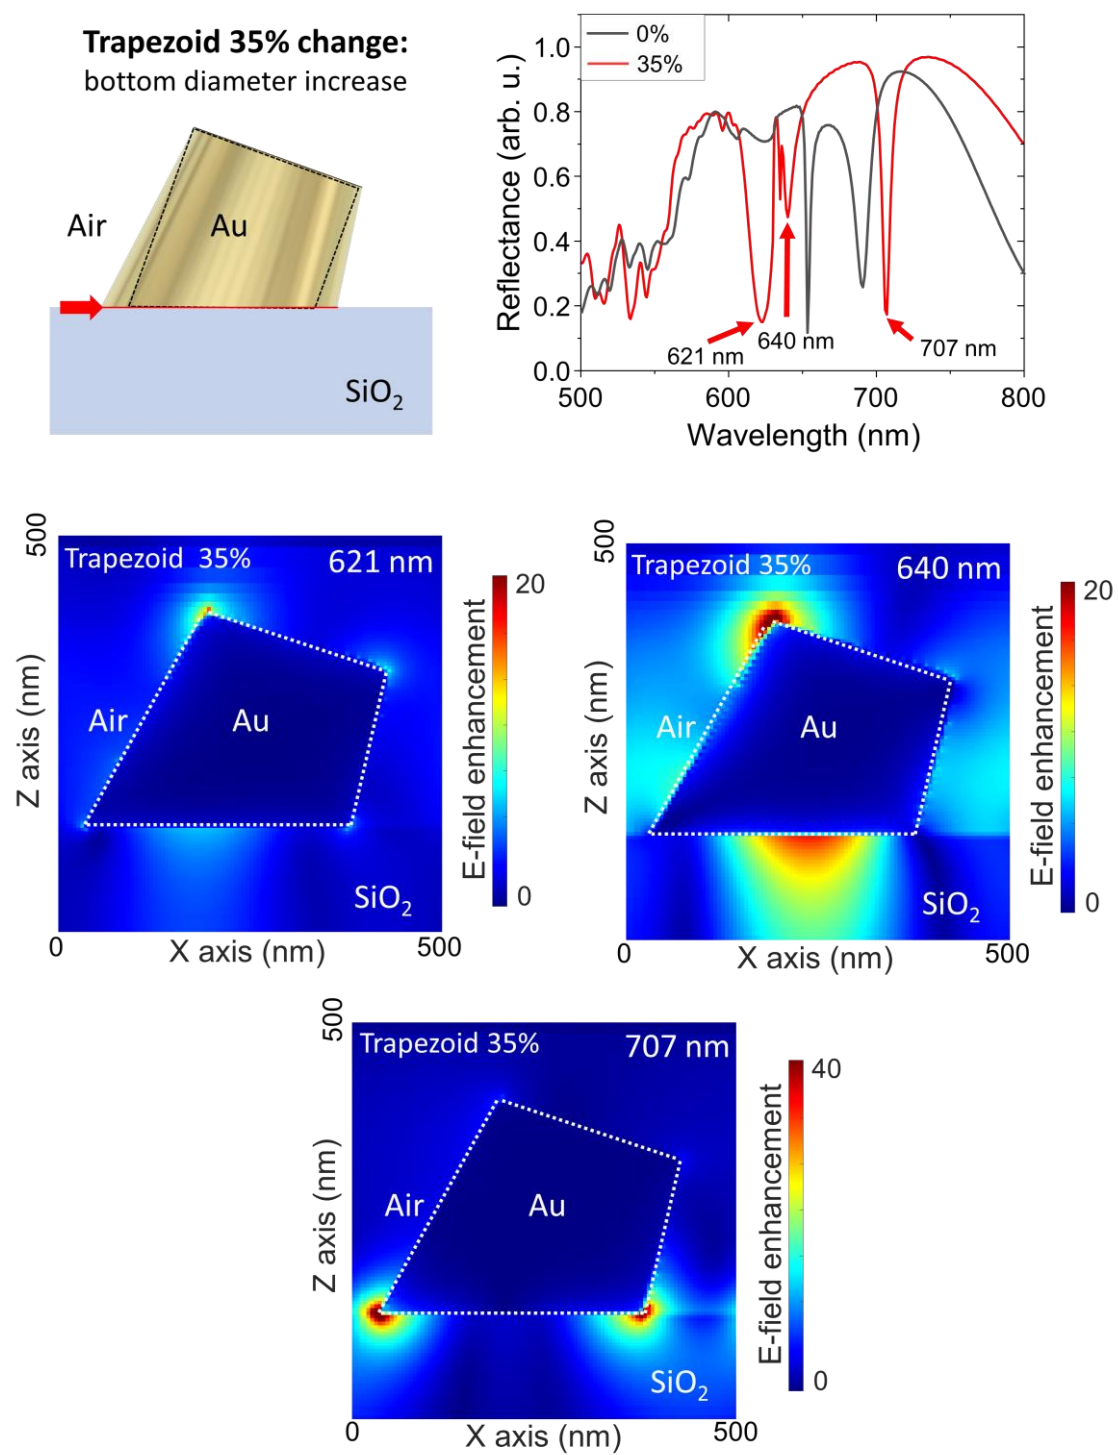 Trapezoid 35% change:
bottom diameter increase
Air
Au
SiO₂
0%
35%
Reflectance (arb. u.)
1.0
0.8
0.6
0.4
0.2
0.0
621 nm
640 nm
707 nm
500
600
700
800
Wavelength (nm)
500
Z axis (nm)
Trapezoid 35%
621 nm
Air
Au
SiO₂
0
500
X axis (nm)
E-field enhancement
20
0
500
Z axis (nm)
Trapezoid 35%
640 nm
Air
Au
SiO₂
0
500
X axis (nm)
E-field enhancement
20
0
500
Z axis (nm)
Trapezoid 35%
707 nm
Air
Au
SiO₂
0
500
X axis (nm)
E-field enhancement
40
0